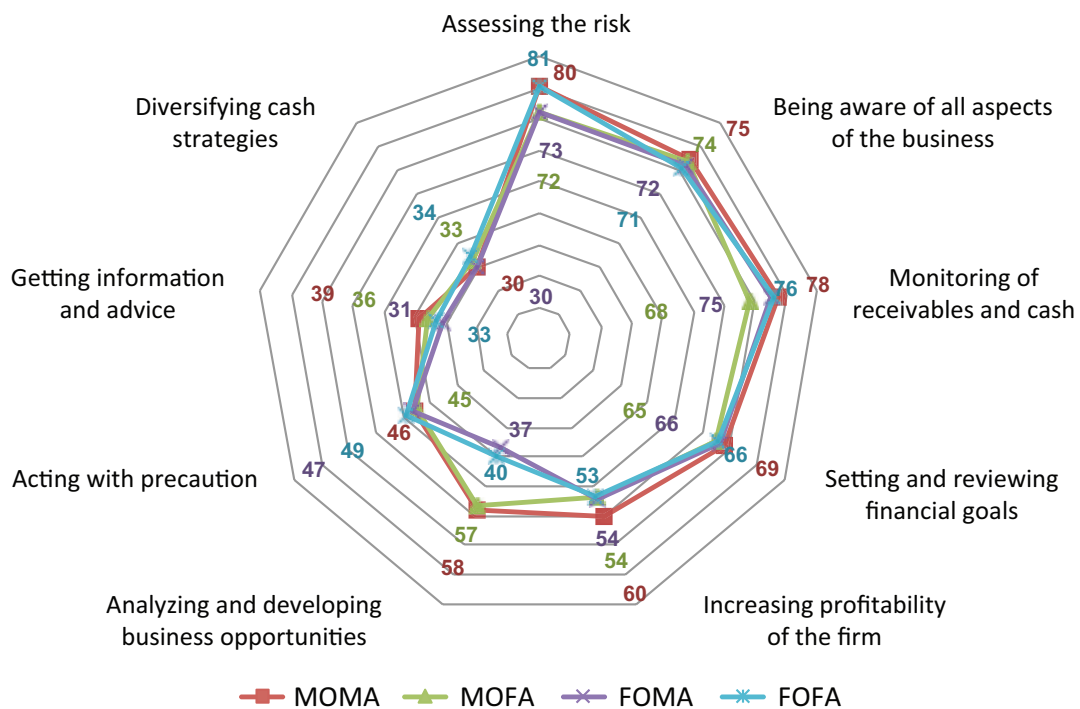 Assessing the risk
81
80
Diversifying cash
strategies
Being aware of all aspects
of the business
75
74
73
72
72
34
71
33
Getting information
and advice
Monitoring of
receivables and cash
39
36
31
30
30
68
75
76
78
33
45
65
66
46
37
66
69
Acting with precaution
47
49
40
53
Setting and reviewing
financial goals
57
54
58
54
60
Analyzing and developing
business opportunities
Increasing profitability
of the firm
MOMA MOFA FOMA FOFA